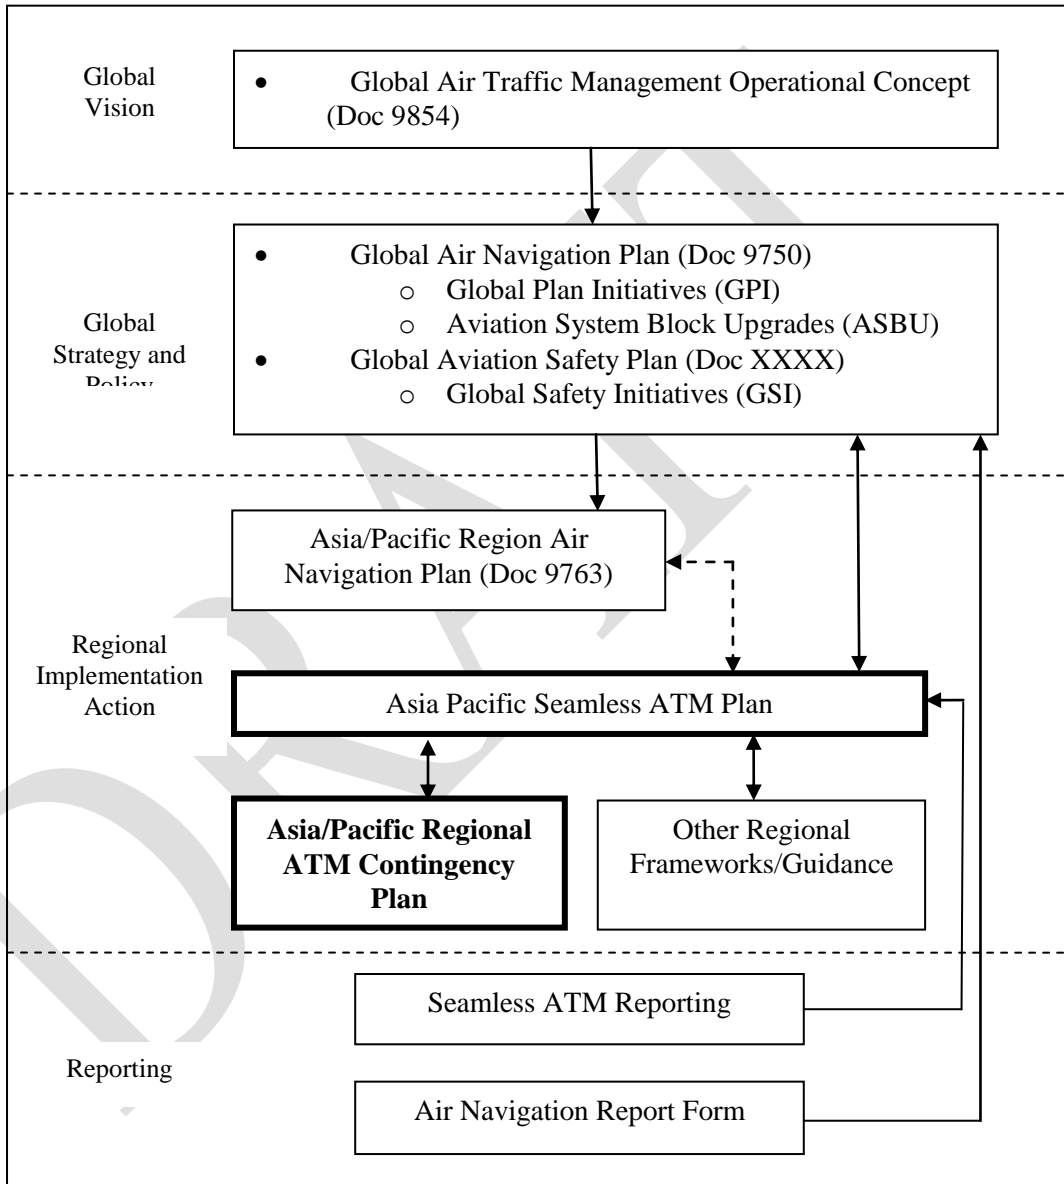 Global
Vision
• Global Air Traffic Management Operational Concept
(Doc 9854)
Global
Strategy and
Policy
• Global Air Navigation Plan (Doc 9750)
o Global Plan Initiatives (GPI)
o Aviation System Block Upgrades (ASBU)
• Global Aviation Safety Plan (Doc XXXX)
o Global Safety Initiatives (GSI)
Asia/Pacific Region Air
Navigation Plan (Doc 9763)
Regional
Implementation
Action
Asia Pacific Seamless ATM Plan
Asia/Pacific Regional
ATM Contingency
Plan
Other Regional
Frameworks/Guidance
Reporting
Seamless ATM Reporting
Air Navigation Report Form
DRAFT